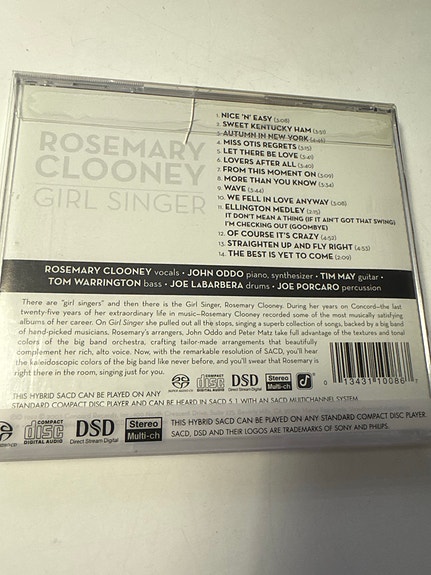 ROSEMARY
CLOONEY
GIRL SINGER
1. NICE 'N' EASY (3:08)
2. SWEET KENTUCKY HAM (3:51)
3. AUTUMN IN NEW YORK (4:46)
4. MISS OTIS REGRETS (3:15)
5. LET THERE BE LOVE (3:41)
6. LOVERS AFTER ALL (3:40)
7. FROM THIS MOMENT ON (3:09)
8. MORE THAN YOU KNOW (3:34)
9. WAVE (3:44)
10. WE FELL IN LOVE ANYWAY (3:08)
11. ELLINGTON MEDLEY (2:15)
IT DON'T MEAN A THING (IF IT AIN'T GOT THAT SWING)
I'M CHECKING OUT (GOOMBYE)
12. OF COURSE IT'S CRAZY (4:52)
13. STRAIGHTEN UP AND FLY RIGHT (4:53)
14. THE BEST IS YET TO COME (2:09)
ROSEMARY CLOONEY vocals • JOHN ODDO piano, synthesizer • TIM MAY guitar •
TOM WARRINGTON bass • JOE LaBARBERA drums • JOE PORCARO percussion
There are "girl singers" and then there is the Girl Singer, Rosemary Clooney. During her years on Concord—the last
twenty-five years of her extraordinary life in music—Rosemary Clooney recorded some of the most musically satisfying
albums of her career. On Girl Singer she pulled out all the stops, singing a superb collection of songs, backed by a big band
of hand-picked musicians. Rosemary's arrangers, John Oddo and Peter Matz take full advantage of the textures and tonal
colors of the big band orchestra, crafting tailor-made arrangements that beautifully
complement her rich, alto voice. Now, with the remarkable resolution of SACD, you'll hear
the kaleidoscopic colors of the big band like never before, and you'll swear that Rosemary is
right there in the room, singing just for you.
COMPACT disc DIGITAL AUDIO
DSD Direct Stream Digital
Stereo Multi-ch
0 13431 10086 7
THIS HYBRID SACD CAN BE PLAYED ON ANY
STANDARD COMPACT DISC PLAYER AND CAN BE HEARD IN SACD 5.1 WITH AN SACD MULTICHANNEL SYSTEM
COMPACT disc DIGITAL AUDIO
DSD Direct Stream Digital
Stereo Multi-ch
THIS HYBRID SACD CAN BE PLAYED ON ANY STANDARD COMPACT DISC PLAYER.
SACD, DSD AND THEIR LOGOS ARE TRADEMARKS OF SONY AND PHILIPS.